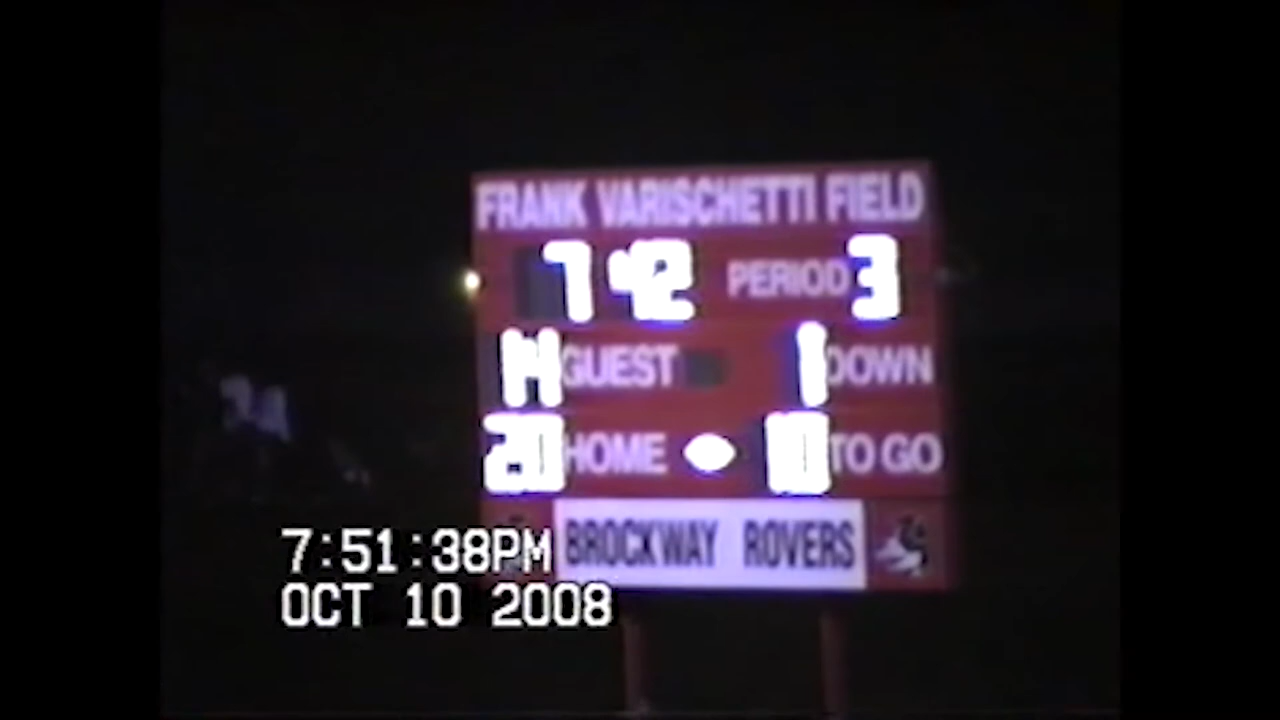 FRANK VARISCHETTI FIELD
7 42 PERIOD 3
14 GUEST 1 DOWN
20 HOME 10 TO GO
BROCKWAY ROVERS
7:51:38PM
OCT 10 2008